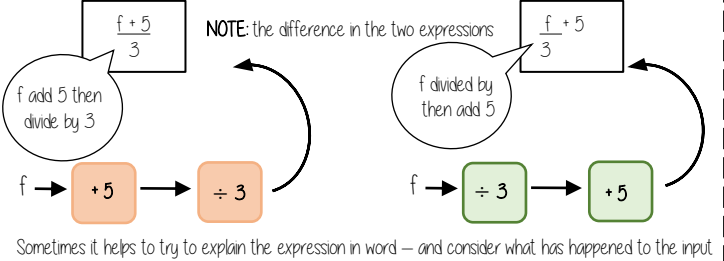 f + 5
3
NOTE: the difference in the two expressions
f + 5
3
f add 5 then
divide by 3
f divided by
then add 5
f + 5 ÷ 3
f ÷ 3 + 5
Sometimes it helps to try to explain the expression in word – and consider what has happened to the input